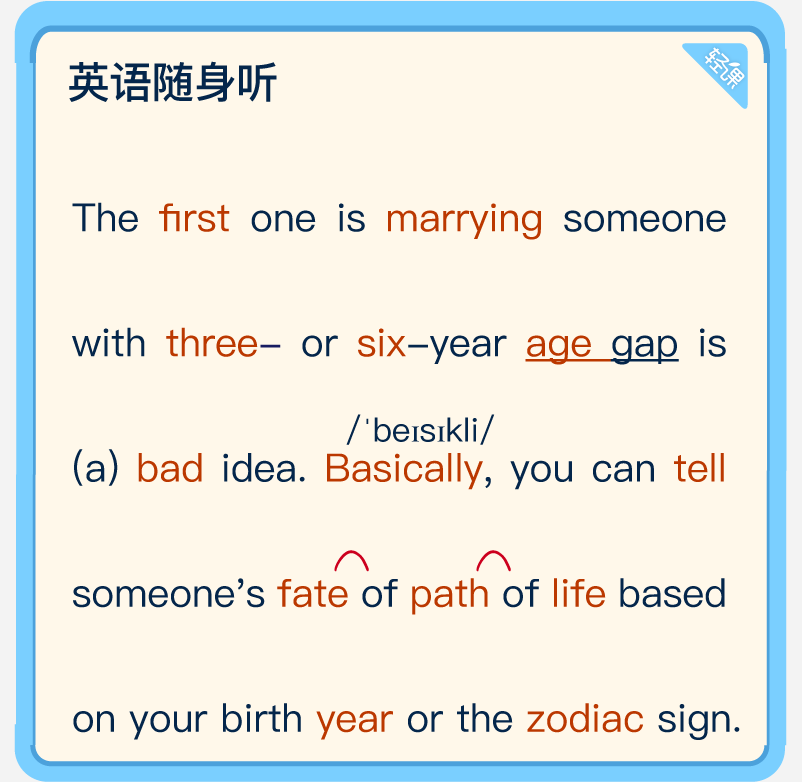 英语随身听
轻课
The first one is marrying someone
with three– or six–year age gap is
/ˈbeɪsɪkli/
(a) bad idea. Basically, you can tell
someone’s fate of path of life based
on your birth year or the zodiac sign.